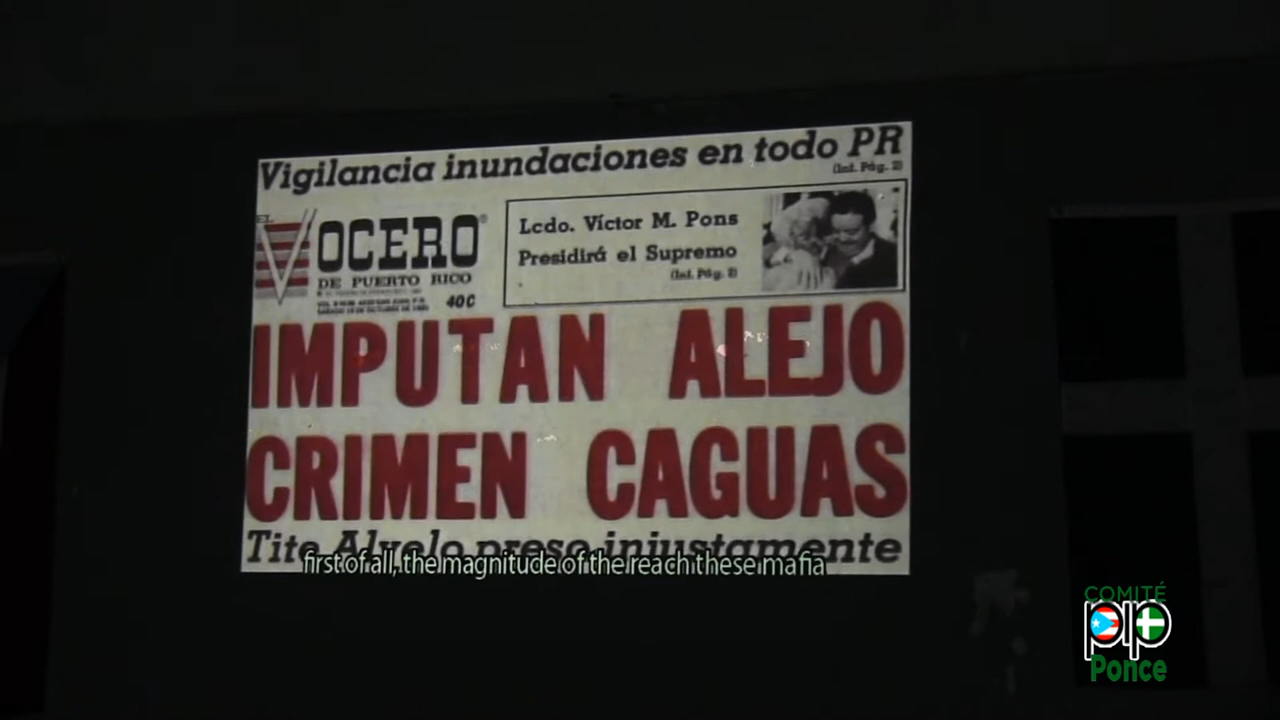 Vigilancia inundaciones en todo PR
(Inf. Pág. 2)
EL
VOCERO
DE PUERTO RICO
40¢
Lcdo. Víctor M. Pons
Presidirá el Supremo
(Inf. Pág. 2)
IMPUTAN ALEJO
CRIMEN CAGUAS
Tite Alvelo preso injustamente
first of all, the magnitude of the reach these mafia
COMITÉ
pip
Ponce